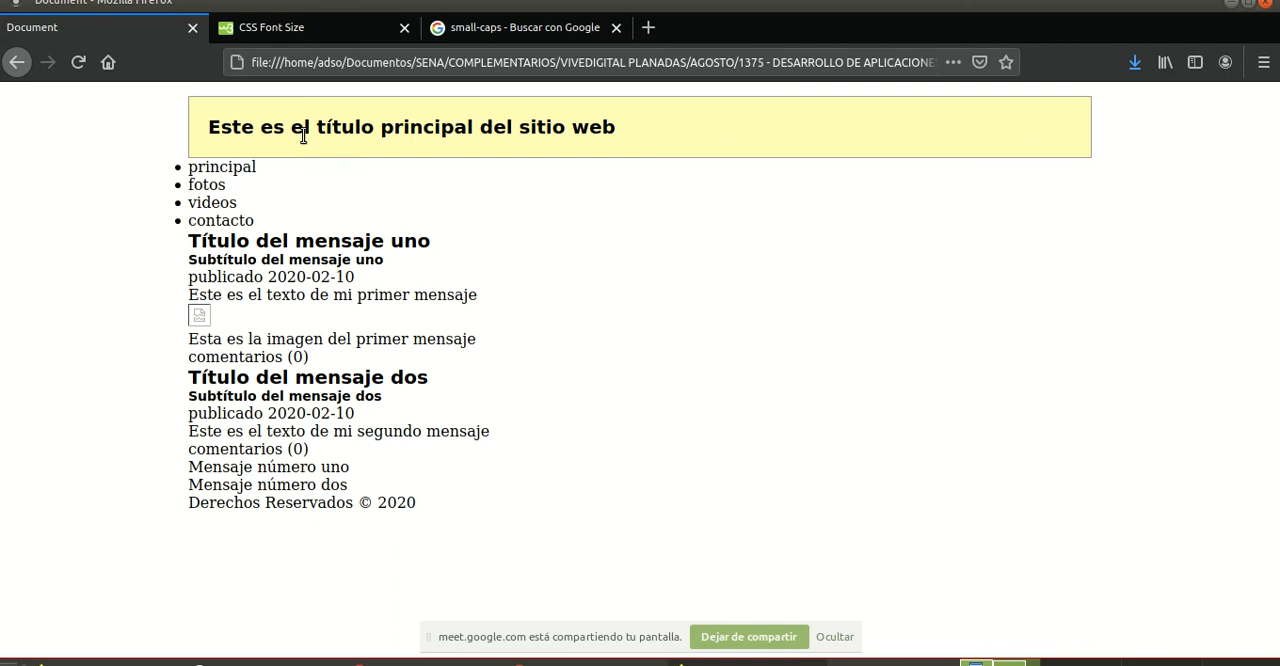 Document - Mozilla Firefox
Document
CSS Font Size
small-caps - Buscar con Google
file:///home/adso/Documentos/SENA/COMPLEMENTARIOS/VIVEDIGITAL PLANADAS/AGOSTO/1375 - DESARROLLO DE APLICACIONE
Este es el título principal del sitio web
principal
fotos
videos
contacto
Título del mensaje uno
Subtítulo del mensaje uno
publicado 2020-02-10
Este es el texto de mi primer mensaje
Esta es la imagen del primer mensaje
comentarios (0)
Título del mensaje dos
Subtítulo del mensaje dos
publicado 2020-02-10
Este es el texto de mi segundo mensaje
comentarios (0)
Mensaje número uno
Mensaje número dos
Derechos Reservados © 2020
meet.google.com está compartiendo tu pantalla.
Dejar de compartir
Ocultar